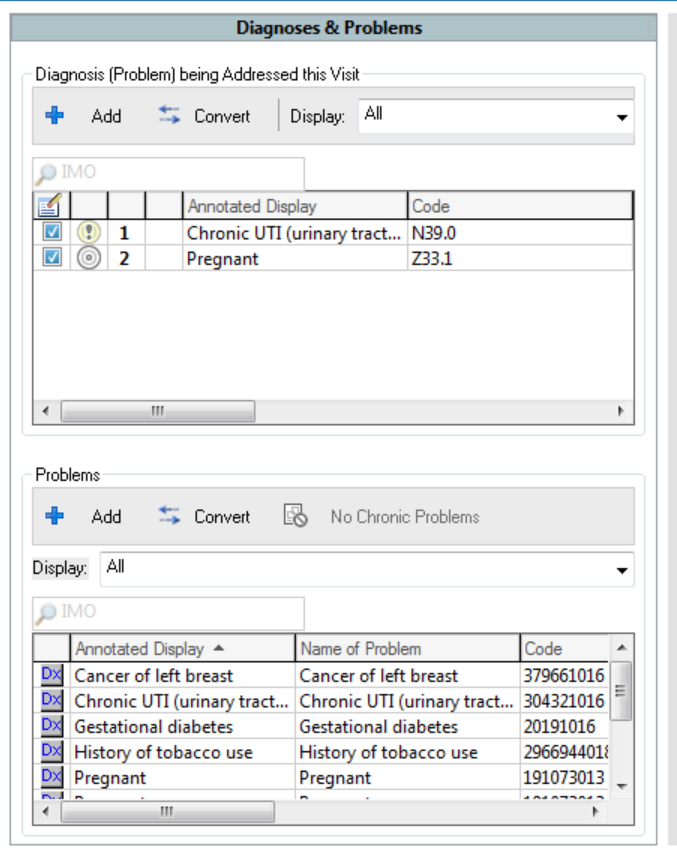 Diagnoses & Problems
Diagnosis (Problem) being Addressed this Visit
Add Convert Display: All
IMO
Annotated Display Code
1 Chronic UTI (urinary tract... N39.0
2 Pregnant Z33.1
Problems
Add Convert No Chronic Problems
Display: All
IMO
Annotated Display Name of Problem Code
Dx Cancer of left breast Cancer of left breast 379661016
Dx Chronic UTI (urinary tract... Chronic UTI (urinary tract... 304321016
Dx Gestational diabetes Gestational diabetes 20191016
Dx History of tobacco use History of tobacco use 2966944018
Dx Pregnant Pregnant 191073013